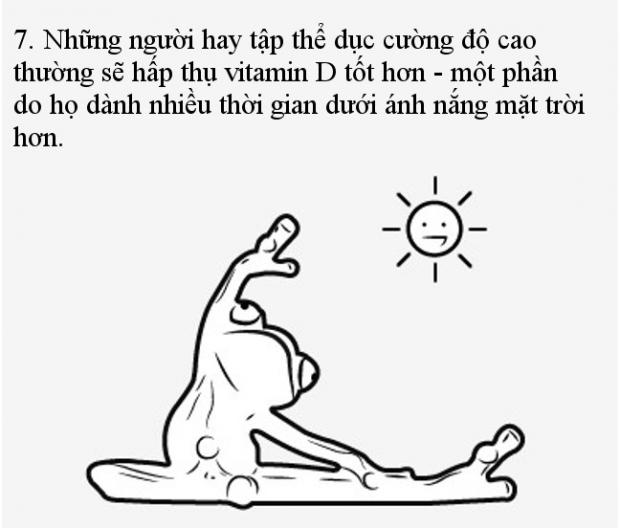 7. Những người hay tập thể dục cường độ cao
thường sẽ hấp thụ vitamin D tốt hơn - một phần
do họ dành nhiều thời gian dưới ánh nắng mặt trời
hơn.